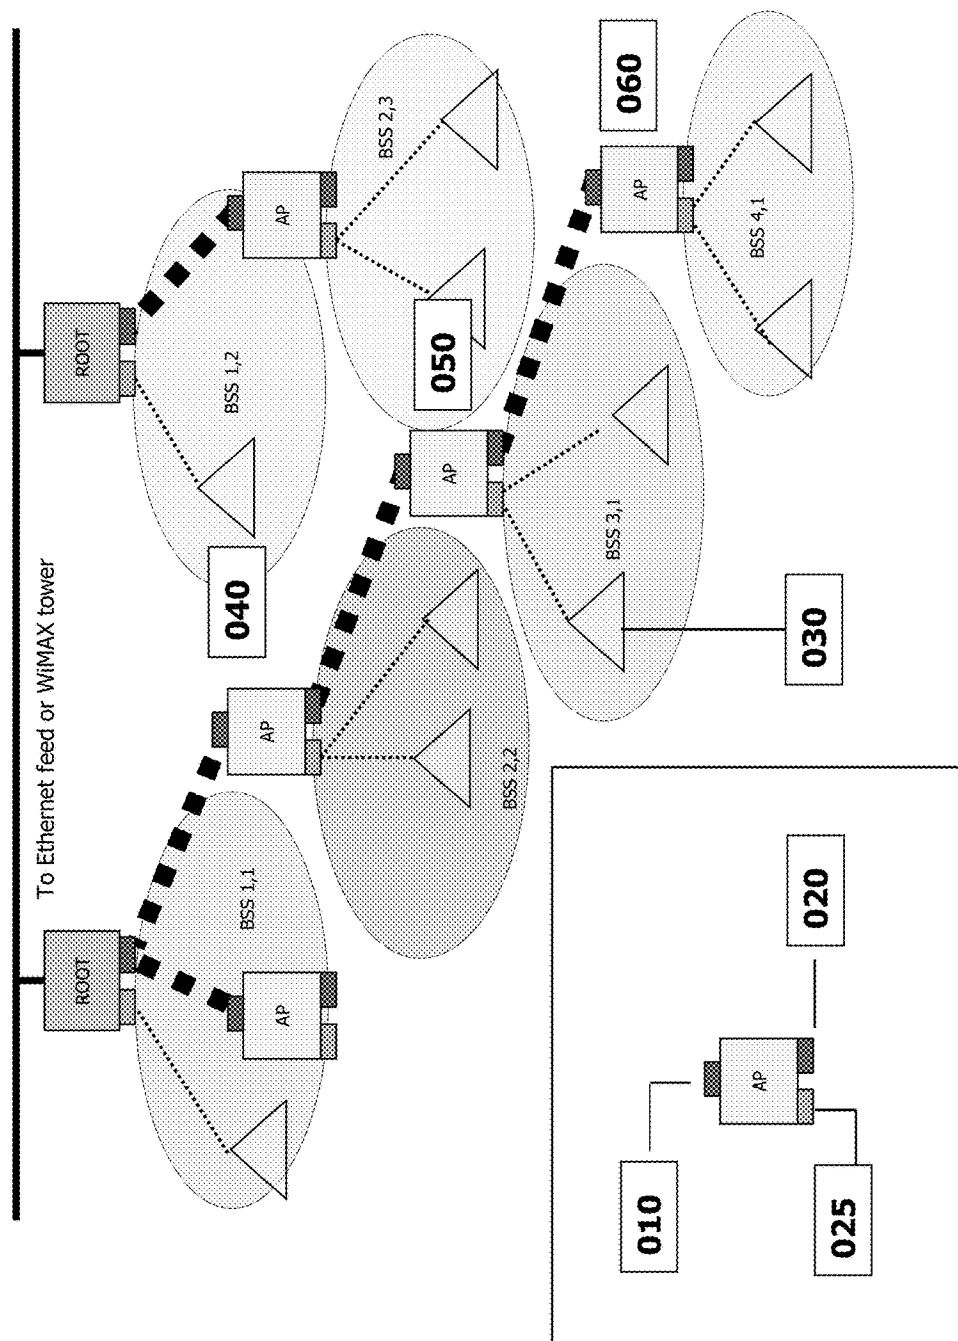 To Ethernet feed or WiMAX tower
ROOT
ROOT
BSS 1,1
AP
AP
BSS 1,2
AP
040
BSS 2,2
AP
BSS 2,3
050
BSS 3,1
AP
060
BSS 4,1
030
010
AP
020
025